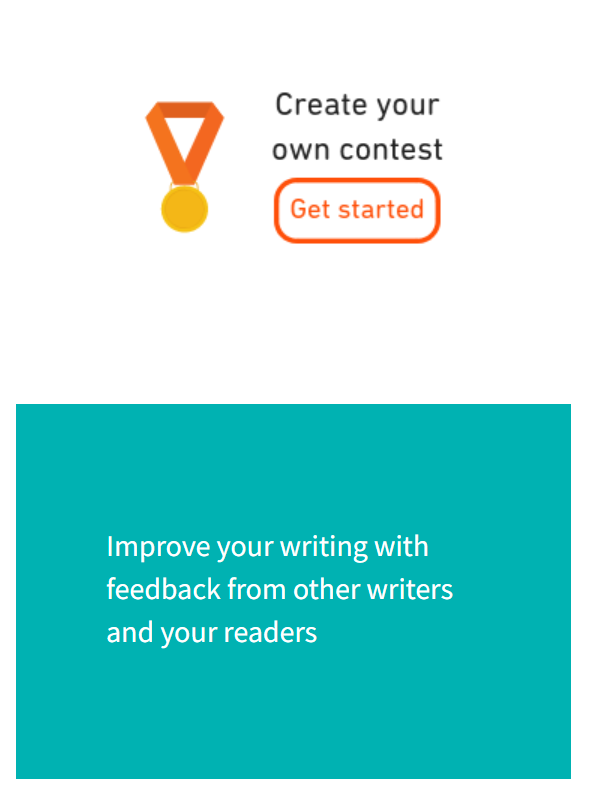 Create your
own contest
Get started
Improve your writing with
feedback from other writers
and your readers